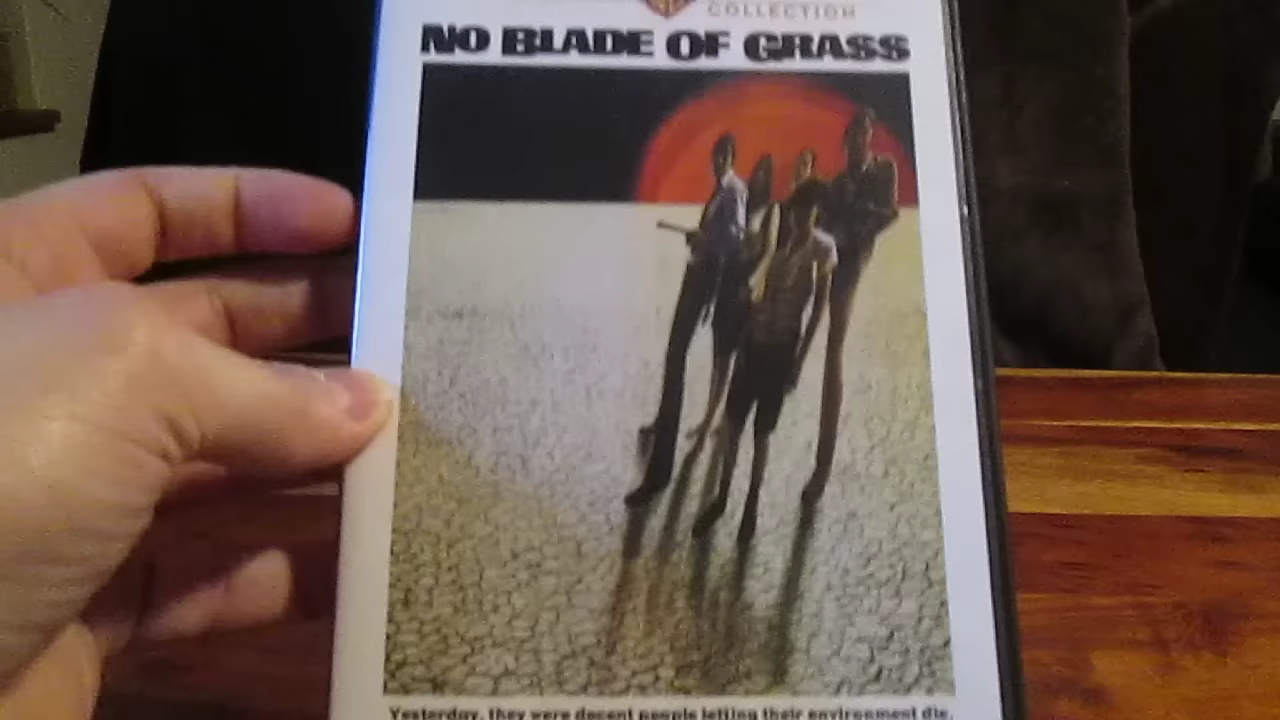 COLLECTION
NO BLADE OF GRASS
Yesterday, they were decent people letting their environment die.